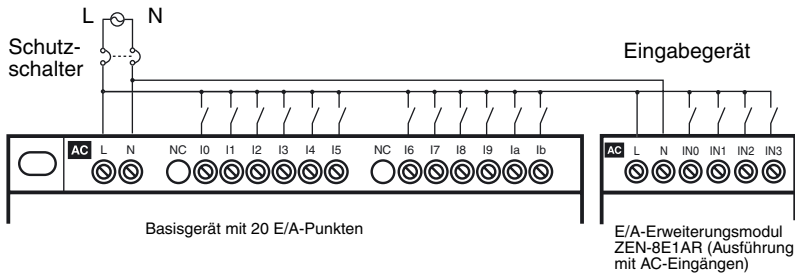 L N
Schutz-
schalter
Eingabegerät
AC L N NC I0 I1 I2 I3 I4 I5 NC I6 I7 I8 I9 Ia Ib
AC L N IN0 IN1 IN2 IN3
Basisgerät mit 20 E/A-Punkten
E/A-Erweiterungsmodul
ZEN-8E1AR (Ausführung
mit AC-Eingängen)